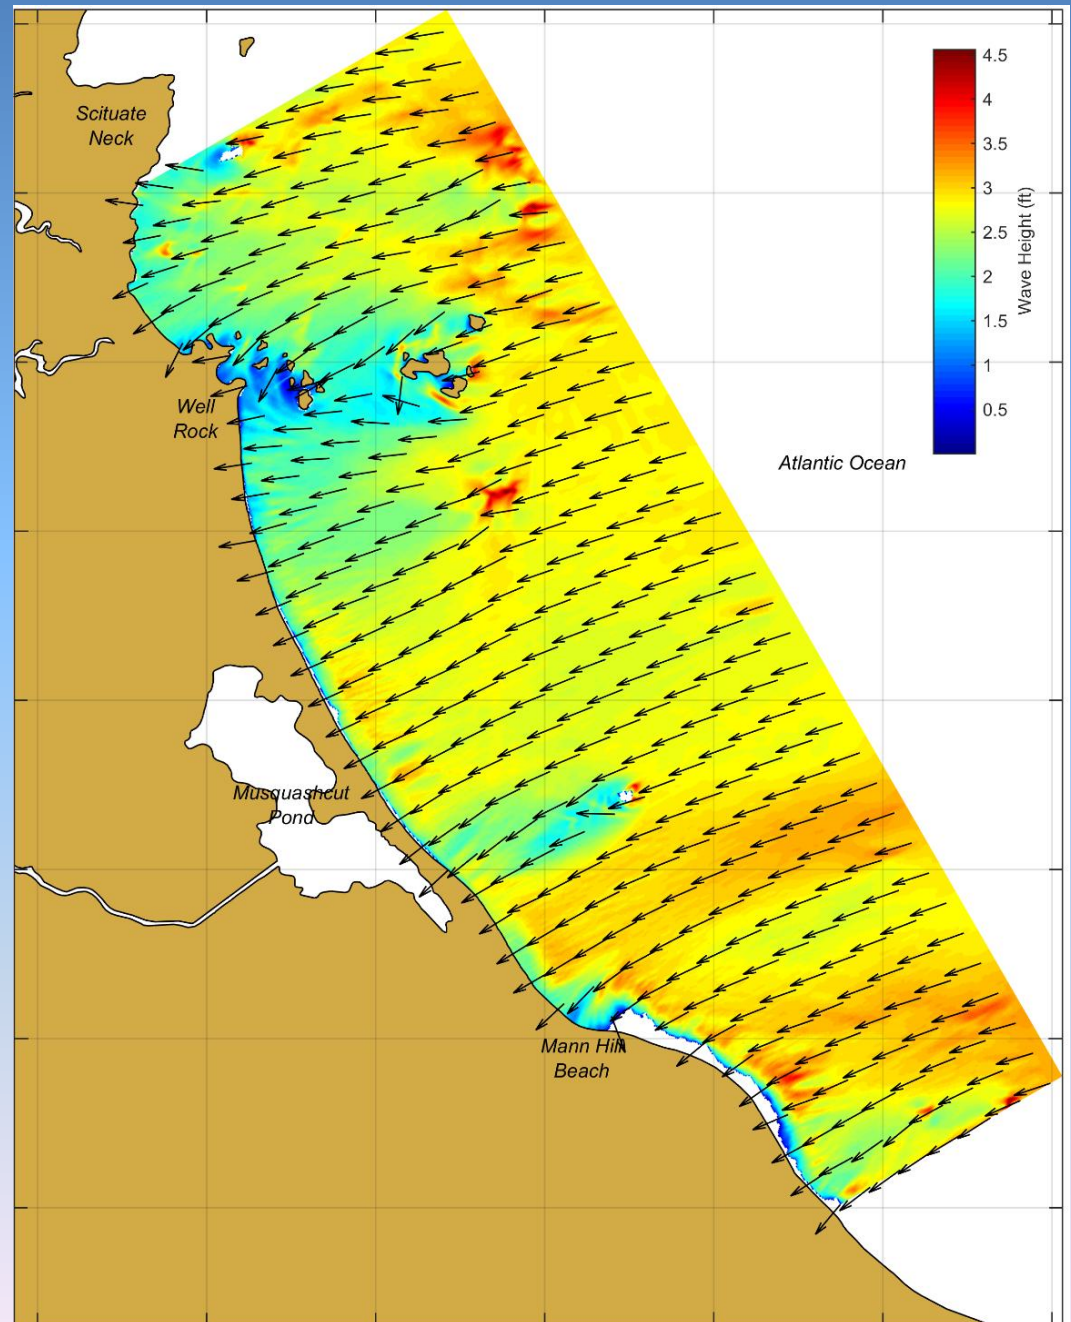 Scituate
Neck
4.5
4
3.5
3
2.5
2
1.5
1
0.5
Wave Height (ft)
Well
Rock
Atlantic Ocean
Musquashcut
Pond
Mann Hill
Beach